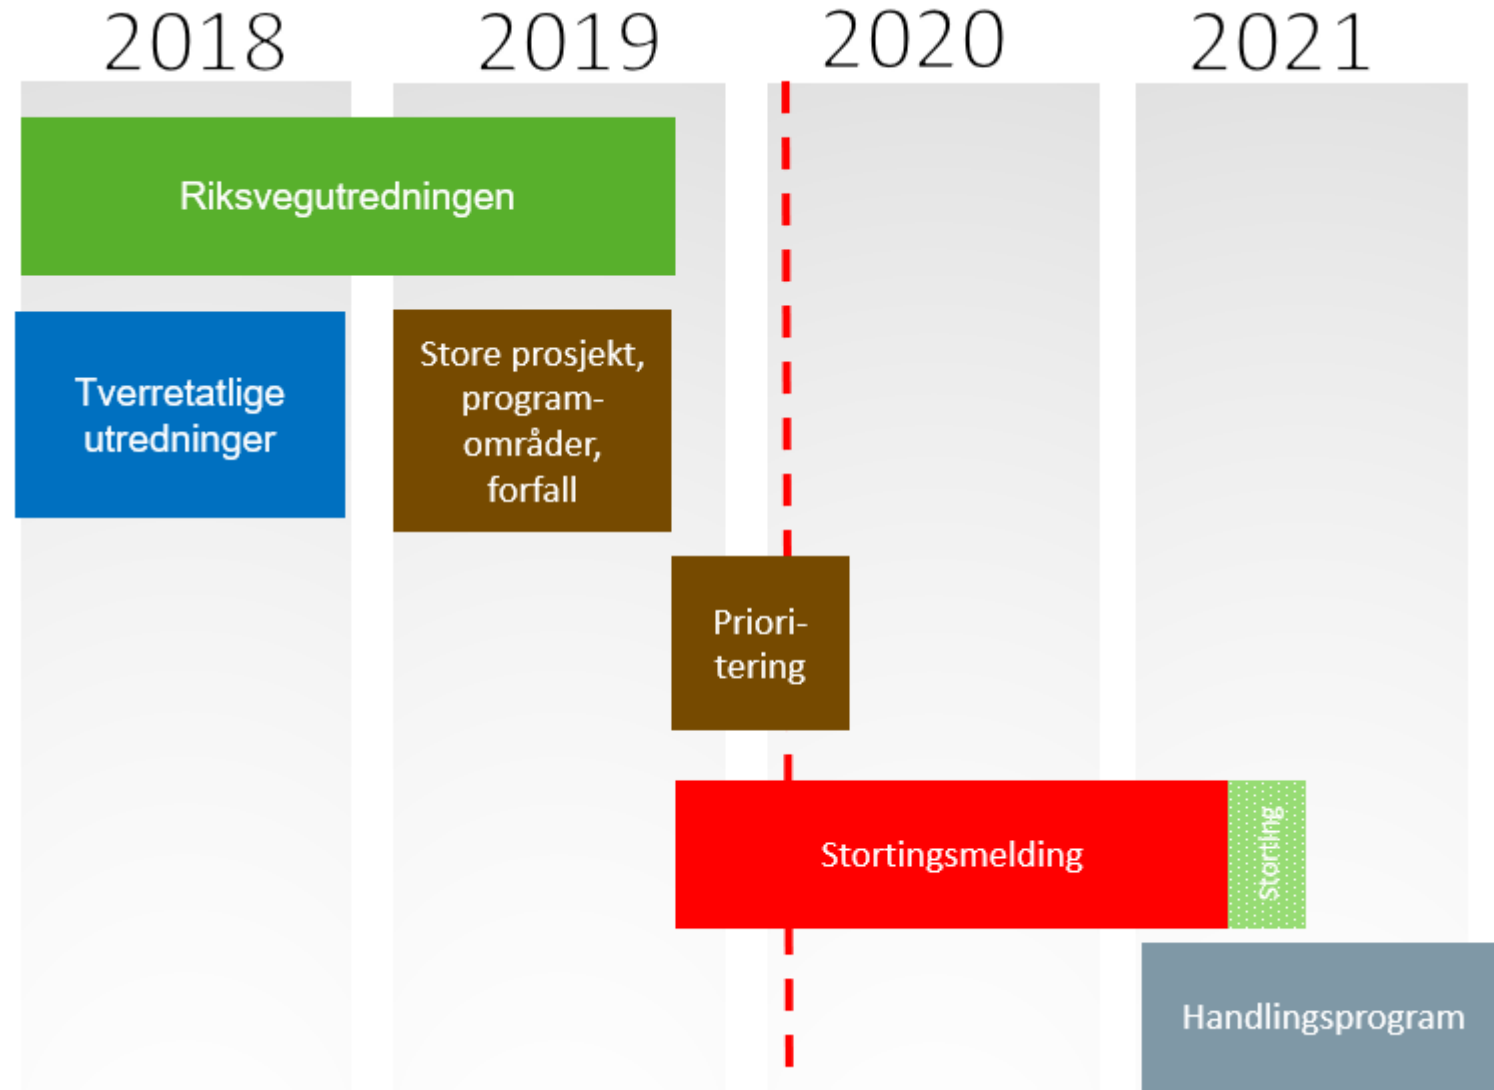 2018
2019
2020
2021
Riksvegutredningen
Tverretatlige
utredninger
Store prosjekt,
program-
områder,
forfall
Priori-
tering
Stortingsmelding
Storting
Handlingsprogram